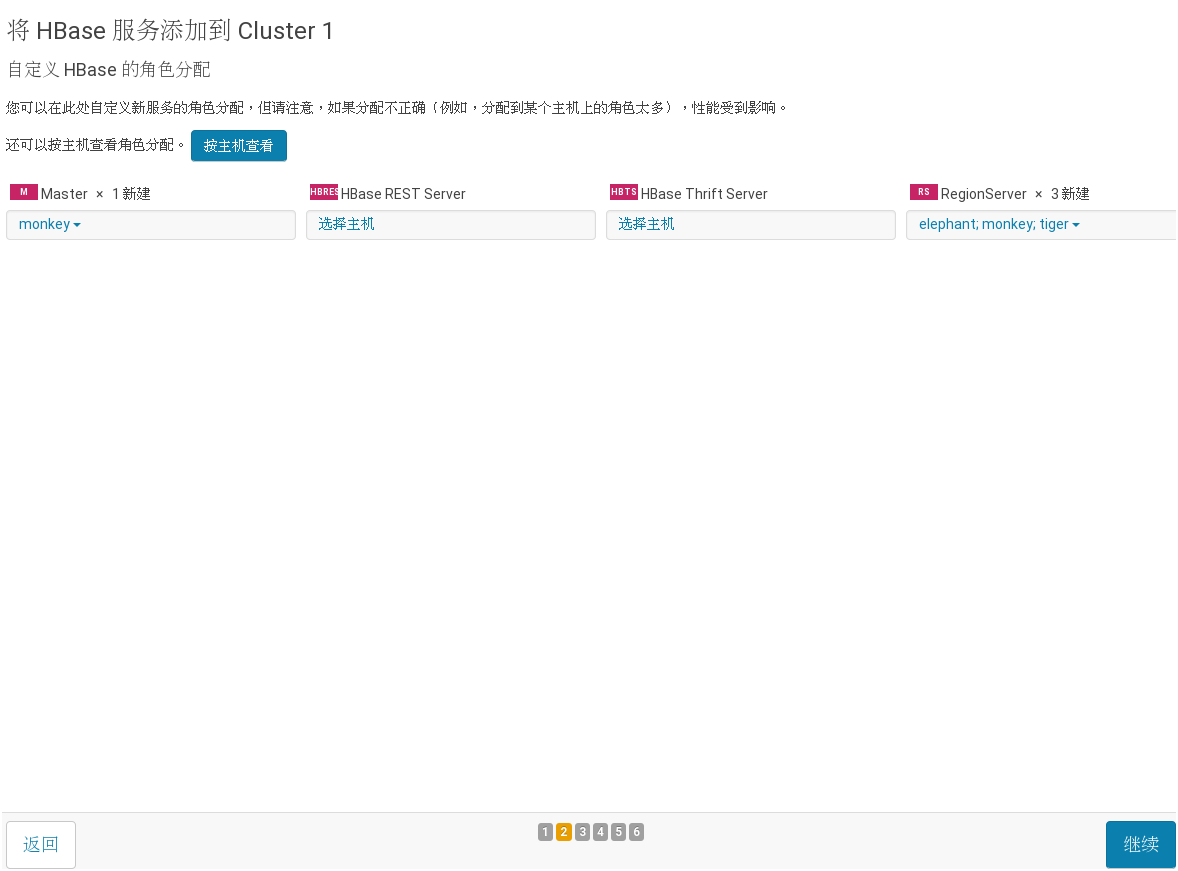 将 HBase 服务添加到 Cluster 1
自定义 HBase 的角色分配
您可以在此处自定义新服务的角色分配，但请注意，如果分配不正确（例如，分配到某个主机上的角色太多），性能受到影响。
还可以按主机查看角色分配。 按主机查看
M Master × 1 新建 HBRES HBase REST Server HBTS HBase Thrift Server RS RegionServer × 3 新建
monkey 选择主机 选择主机 elephant; monkey; tiger
返回 1 2 3 4 5 6 继续